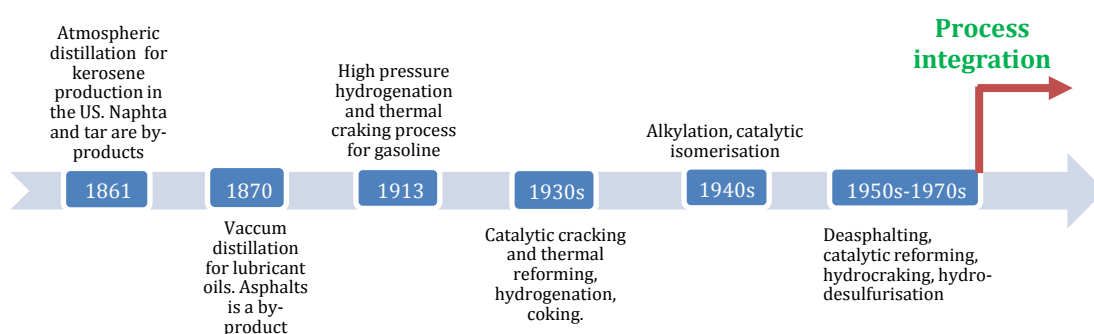 Atmospheric
distillation for
kerosene
production in
the US. Naphta
and tar are by-
products
High pressure
hydrogenation
and thermal
craking process
for gasoline
Alkylation, catalytic
isomerisation
Process
integration
1861
1870
1913
1930s
1940s
1950s-1970s
Vaccum
distillation
for lubricant
oils. Asphalts
is a by-
product
Catalytic cracking
and thermal
reforming,
hydrogenation,
coking.
Deasphalting,
catalytic reforming,
hydrocraking, hydro-
desulfurisation